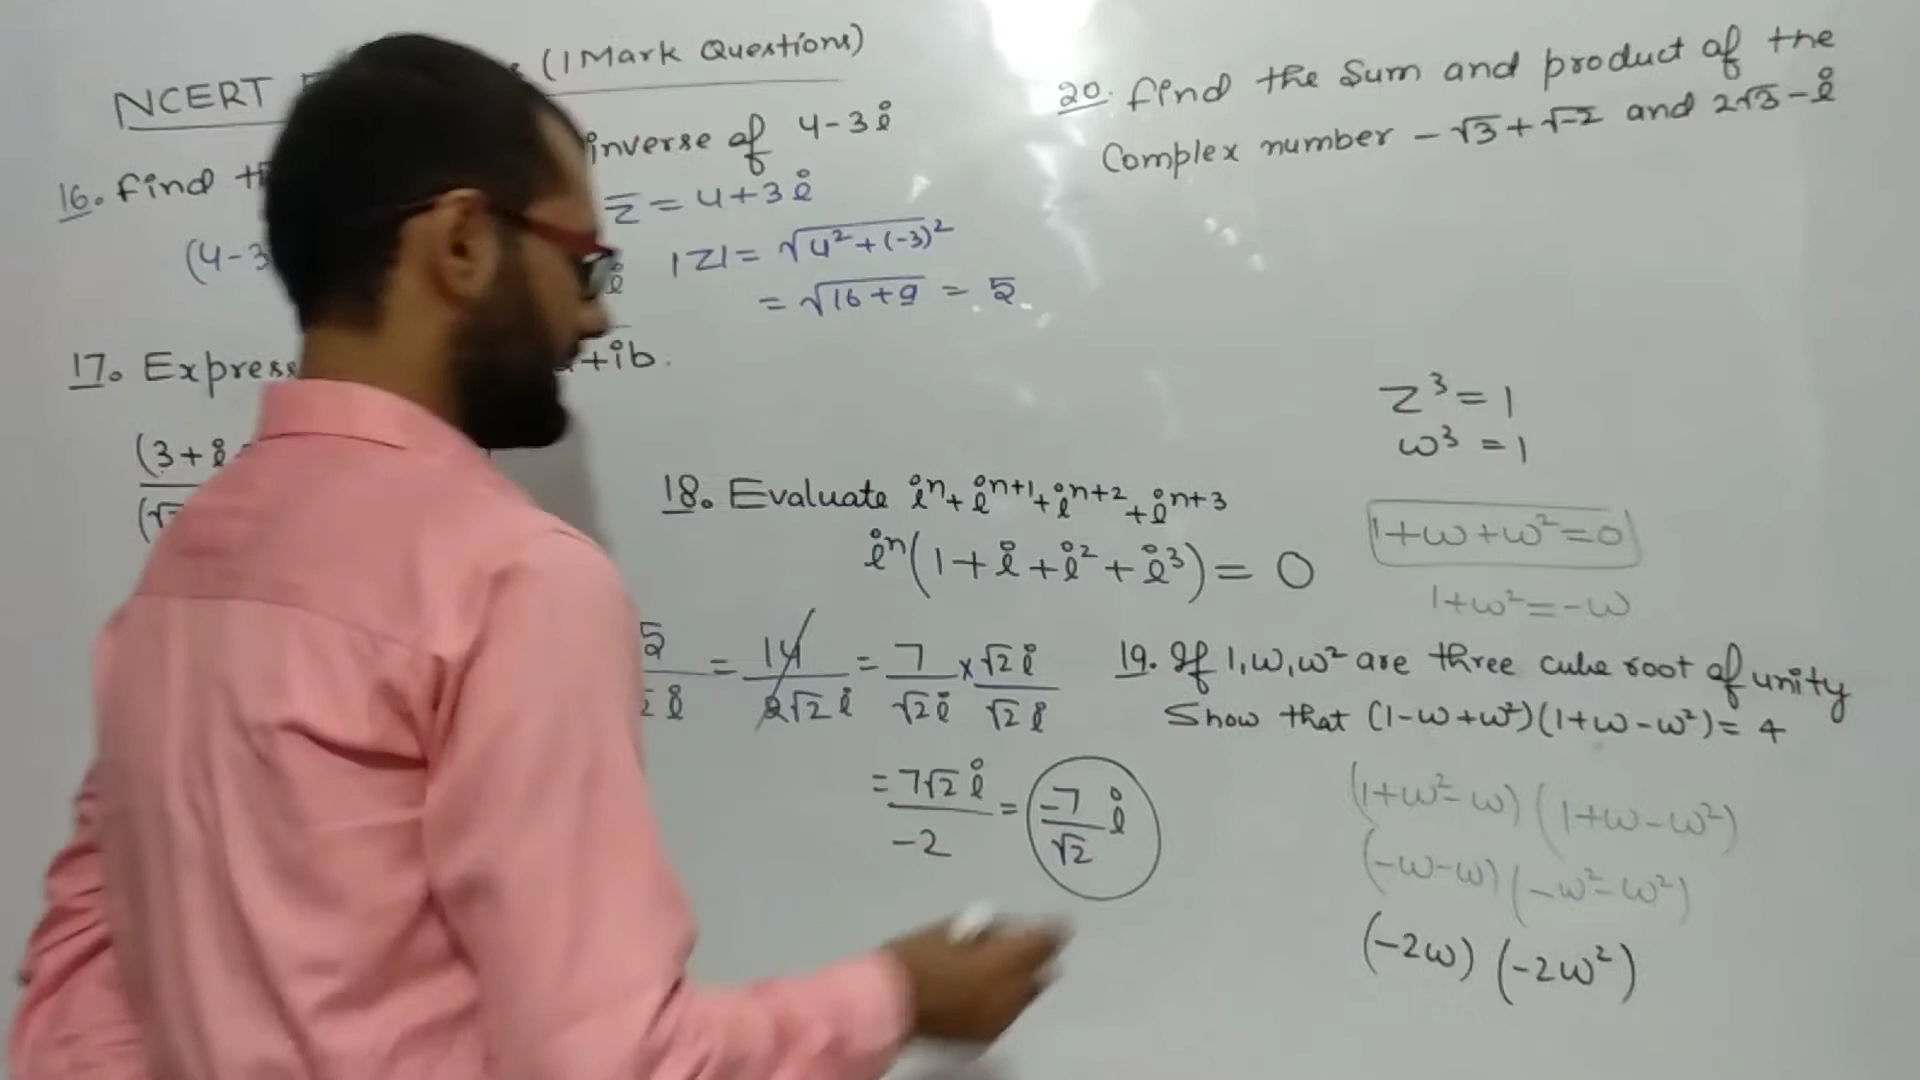 NCERT (1 Mark Questions)
16. Find inverse of 4-3i
z̅ = 4+3i
(4-3 i |z| = √(4²+(-3)²)
= √(16+9) = 5
17. Express +ib.
(3+i
(√
5 / i = 14 / 2√2 i = 7 / √2 i × √2 i / √2 i
= 7√2 i / -2 = -7/√2 i
18. Evaluate iⁿ + iⁿ⁺¹ + iⁿ⁺² + iⁿ⁺³
iⁿ(1+i+i²+i³) = 0
20. Find the Sum and product of the
Complex number -√3+√-2 and 2√3-i
z³ = 1
ω³ = 1
1+ω+ω²=0
1+ω²=-ω
19. If 1,ω,ω² are three cube root of unity
Show that (1-ω+ω²)(1+ω-ω²)= 4
(1+ω²-ω)(1+ω-ω²)
(-ω-ω)(-ω²-ω²)
(-2ω)(-2ω²)